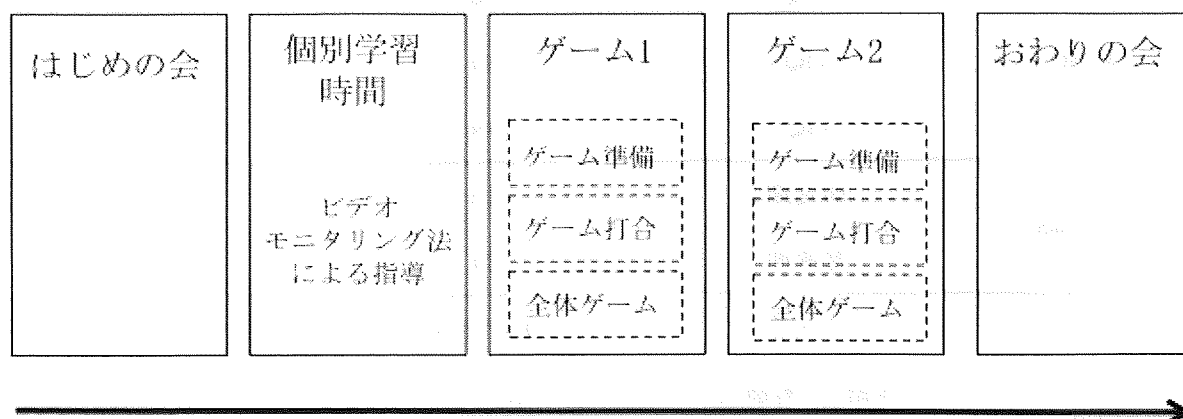 はじめの会
個別学習
時間
ビデオ
モニタリング法
による指導
ゲーム1
ゲーム準備
ゲーム打合
全体ゲーム
ゲーム2
ゲーム準備
ゲーム打合
全体ゲーム
おわりの会